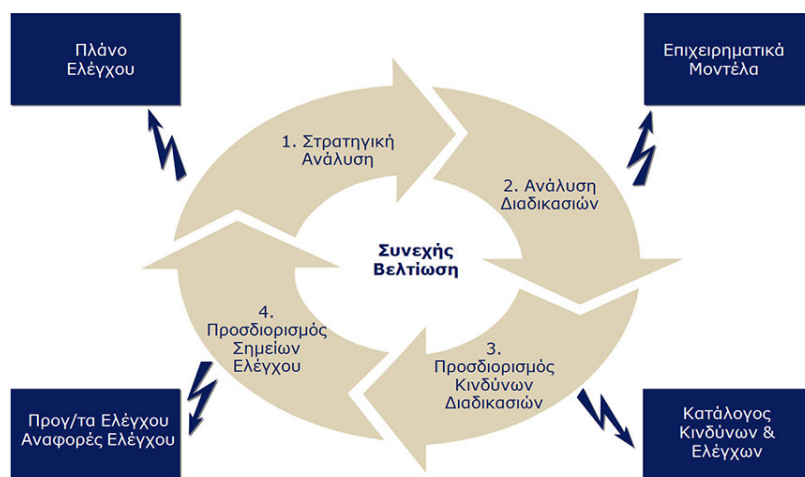 Πλάνο
Ελέγχου
Επιχειρηματικά
Μοντέλα
1. Στρατηγική
Ανάλυση
2. Ανάλυση
Διαδικασιών
Συνεχής
Βελτίωση
3.
Προσδιορισμός
Κινδύνων
Διαδικασιών
4.
Προσδιορισμός
Σημείων
Ελέγχου
Προγ/τα Ελέγχου
Αναφορές Ελέγχου
Κατάλογος
Κινδύνων &
Ελέγχων